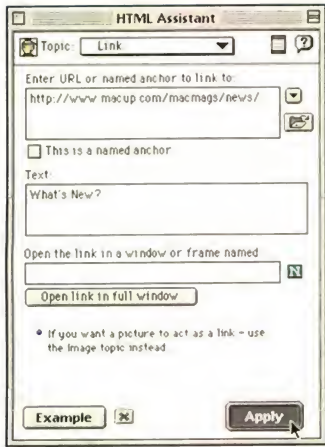 HTML Assistant
Topic: Link
Enter URL or named anchor to link to:
http://www.macup.com/macmags/news/
This is a named anchor
Text:
What's New?
Open the link in a window or frame named
N
Open link in full window
• If you want a picture to act as a link - use
the Image topic instead
Example
Apply